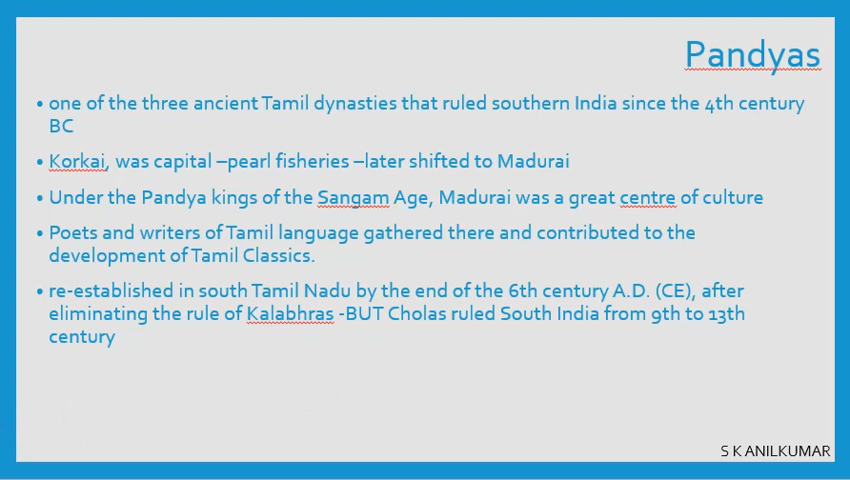 Pandyas
• one of the three ancient Tamil dynasties that ruled southern India since the 4th century
BC
• Korkai, was capital –pearl fisheries –later shifted to Madurai
• Under the Pandya kings of the Sangam Age, Madurai was a great centre of culture
• Poets and writers of Tamil language gathered there and contributed to the
development of Tamil Classics.
• re-established in south Tamil Nadu by the end of the 6th century A.D. (CE), after
eliminating the rule of Kalabhras -BUT Cholas ruled South India from 9th to 13th
century
S K ANILKUMAR